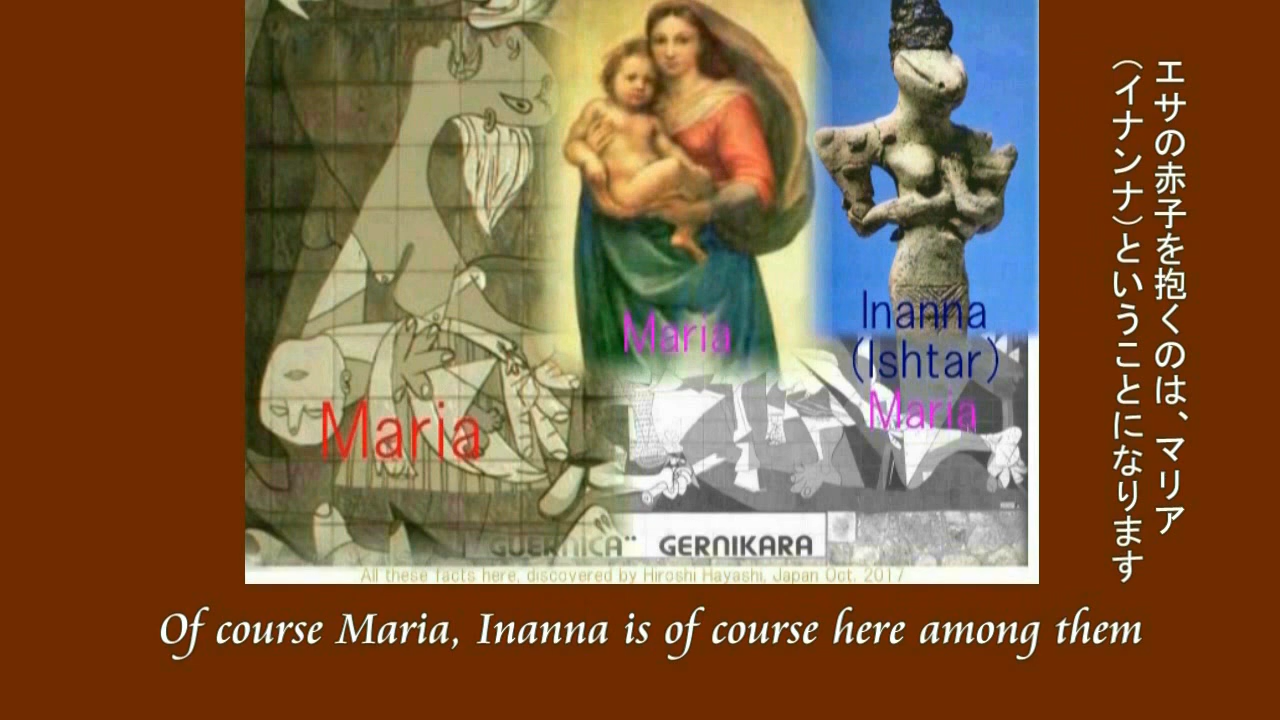 エサの赤子を抱くのは、マリア
（イナンナ）ということになります
Maria
Inanna
(Ishtar)
Maria
Maria
"GUERNICA" GERNIKARA
All these facts here, discovered by Hiroshi Hayashi, Japan Oct. 2017
Of course Maria, Inanna is of course here among them